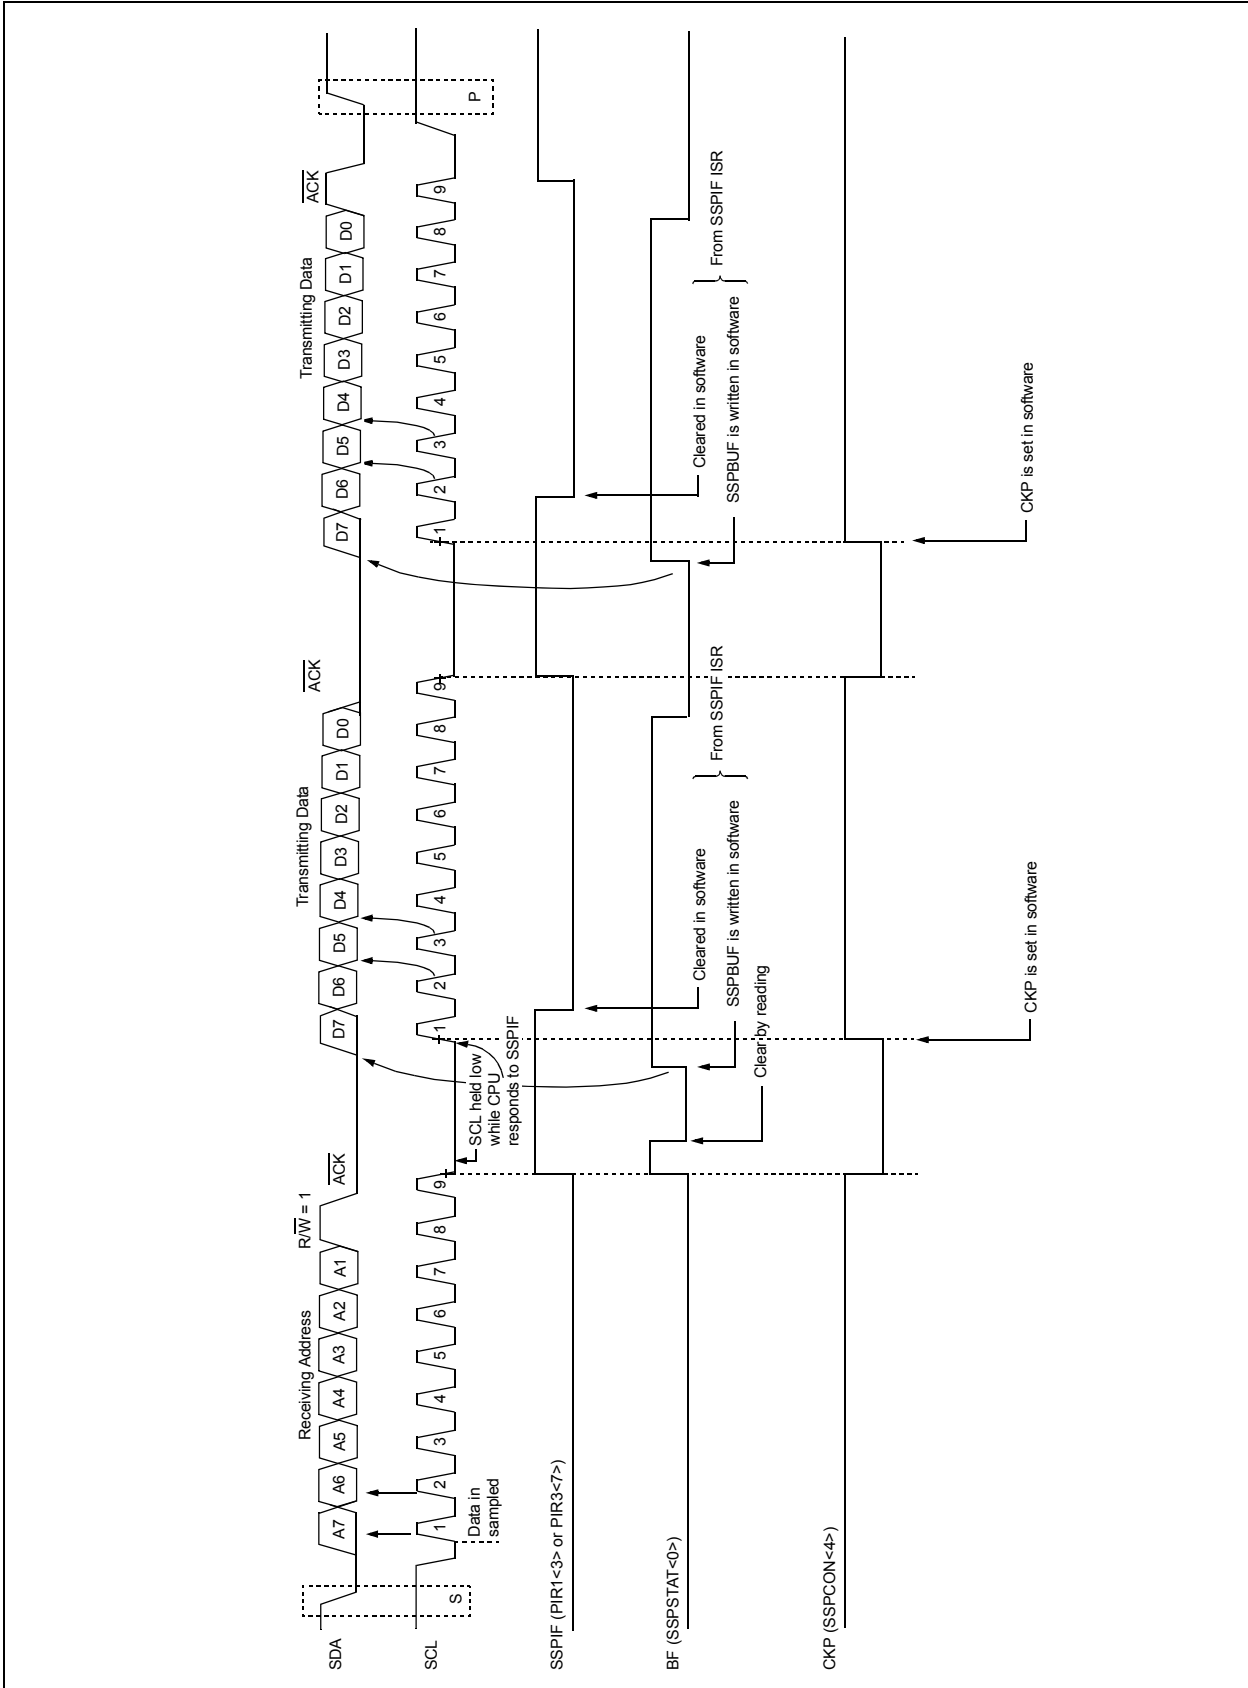 Receiving Address
R/W = 1
ACK
Transmitting Data
ACK
Transmitting Data
ACK
SDA
A7 A6 A5 A4 A3 A2 A1
D7 D6 D5 D4 D3 D2 D1 D0
D7 D6 D5 D4 D3 D2 D1 D0
SCL
S
1 2 3 4 5 6 7 8 9
1 2 3 4 5 6 7 8 9
1 2 3 4 5 6 7 8 9
P
Data in
sampled
SCL held low
while CPU
responds to SSPIF
SSPIF (PIR1<3> or PIR3<7>)
Cleared in software
Cleared in software
BF (SSPSTAT<0>)
SSPBUF is written in software
From SSPIF ISR
SSPBUF is written in software
From SSPIF ISR
Clear by reading
CKP (SSPCON<4>)
CKP is set in software
CKP is set in software